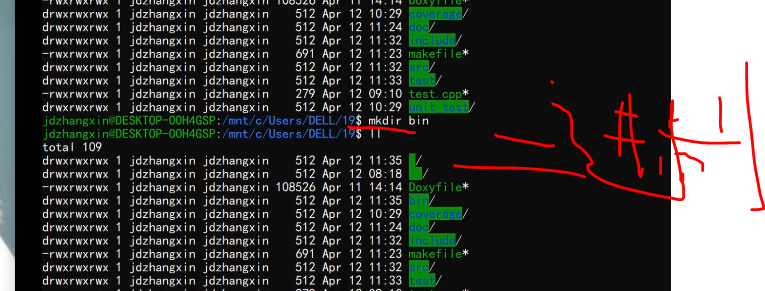 -rwxrwxrwx 1 jdzhangxin jdzhangxin 108526 Apr 11 14:14 Doxyfile*
drwxrwxrwx 1 jdzhangxin jdzhangxin 512 Apr 12 10:29 coverage/
drwxrwxrwx 1 jdzhangxin jdzhangxin 512 Apr 12 11:24 doc/
drwxrwxrwx 1 jdzhangxin jdzhangxin 512 Apr 12 11:32 include/
-rwxrwxrwx 1 jdzhangxin jdzhangxin 691 Apr 12 11:23 makefile*
drwxrwxrwx 1 jdzhangxin jdzhangxin 512 Apr 12 11:32 src/
drwxrwxrwx 1 jdzhangxin jdzhangxin 512 Apr 12 11:33 test/
-rwxrwxrwx 1 jdzhangxin jdzhangxin 279 Apr 12 09:10 test.cpp*
drwxrwxrwx 1 jdzhangxin jdzhangxin 512 Apr 12 10:29 unit_test/
jdzhangxin@DESKTOP-OOH4GSP:/mnt/c/Users/DELL/19$ mkdir bin
jdzhangxin@DESKTOP-OOH4GSP:/mnt/c/Users/DELL/19$ ll
total 109
drwxrwxrwx 1 jdzhangxin jdzhangxin 512 Apr 12 11:35 ./
drwxrwxrwx 1 jdzhangxin jdzhangxin 512 Apr 12 08:18 ../
-rwxrwxrwx 1 jdzhangxin jdzhangxin 108526 Apr 11 14:14 Doxyfile*
drwxrwxrwx 1 jdzhangxin jdzhangxin 512 Apr 12 11:35 bin/
drwxrwxrwx 1 jdzhangxin jdzhangxin 512 Apr 12 10:29 coverage/
drwxrwxrwx 1 jdzhangxin jdzhangxin 512 Apr 12 11:24 doc/
drwxrwxrwx 1 jdzhangxin jdzhangxin 512 Apr 12 11:32 include/
-rwxrwxrwx 1 jdzhangxin jdzhangxin 691 Apr 12 11:23 makefile*
drwxrwxrwx 1 jdzhangxin jdzhangxin 512 Apr 12 11:32 src/
drwxrwxrwx 1 jdzhangxin jdzhangxin 512 Apr 12 11:33 test/